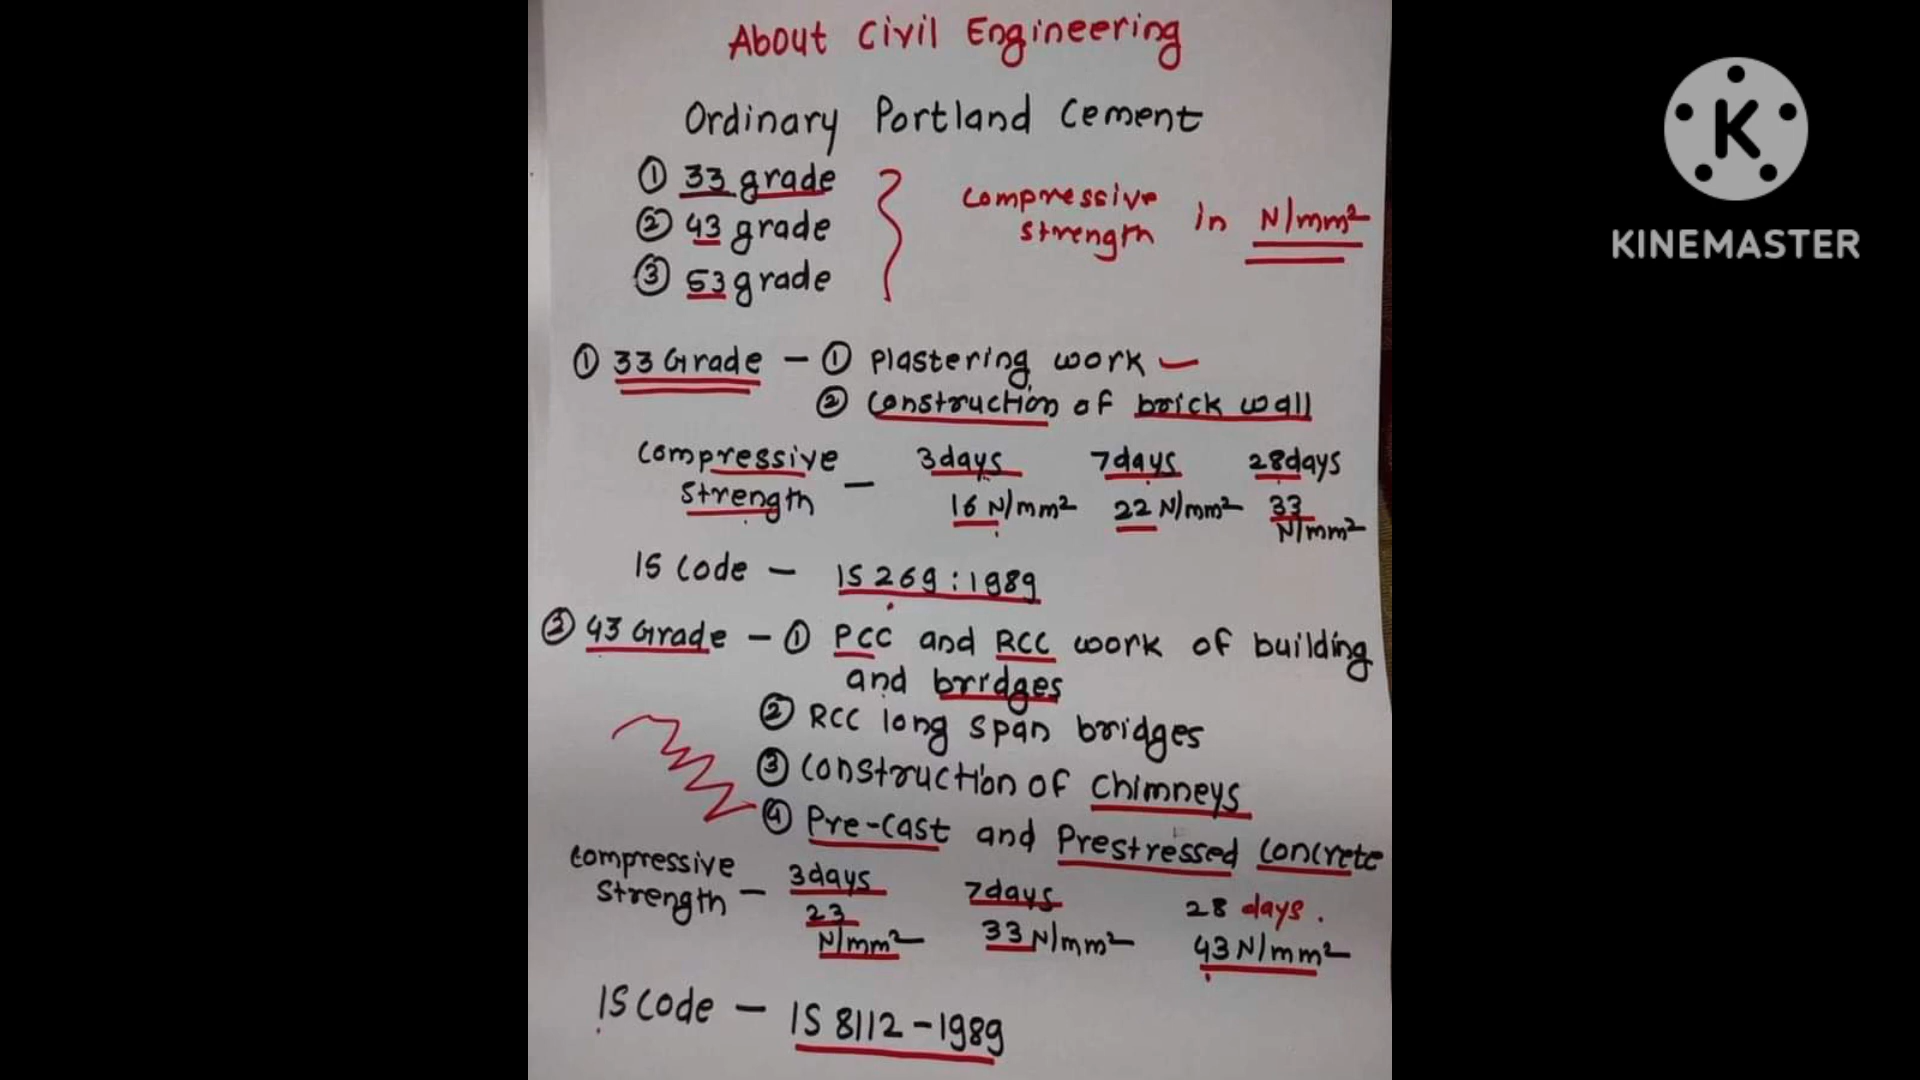 About Civil Engineering
Ordinary Portland Cement
① 33 grade
② 43 grade
③ 53 grade
compressive strength in N/mm²
① 33 Grade - ① Plastering work
② construction of brick wall
compressive strength - 3days 7days 28days
16 N/mm² 22 N/mm² 33 N/mm²
IS Code - IS 269:1989
② 43 Grade - ① PCC and RCC work of building
and bridges
② RCC long span bridges
③ Construction of Chimneys
④ Pre-cast and Prestressed concrete
compressive strength - 3days 7days 28 days.
23 N/mm² 33 N/mm² 43 N/mm²
IS Code - IS 8112-1989
K
KINEMASTER